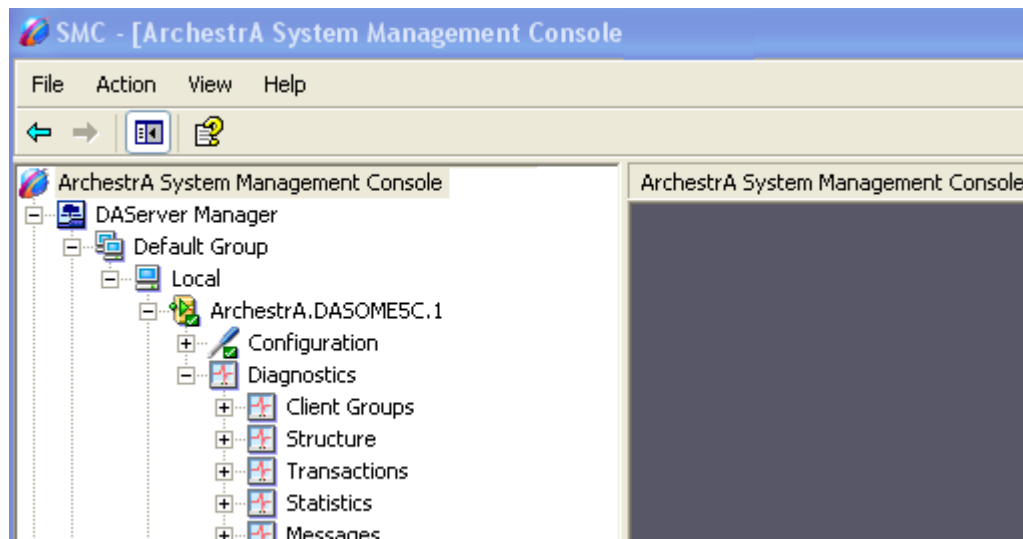 SMC - [ArchestrA System Management Console
File Action View Help
ArchestrA System Management Console
ArchestrA System Management Console
DAServer Manager
Default Group
Local
ArchestrA.DASOME5C.1
Configuration
Diagnostics
Client Groups
Structure
Transactions
Statistics
Messages